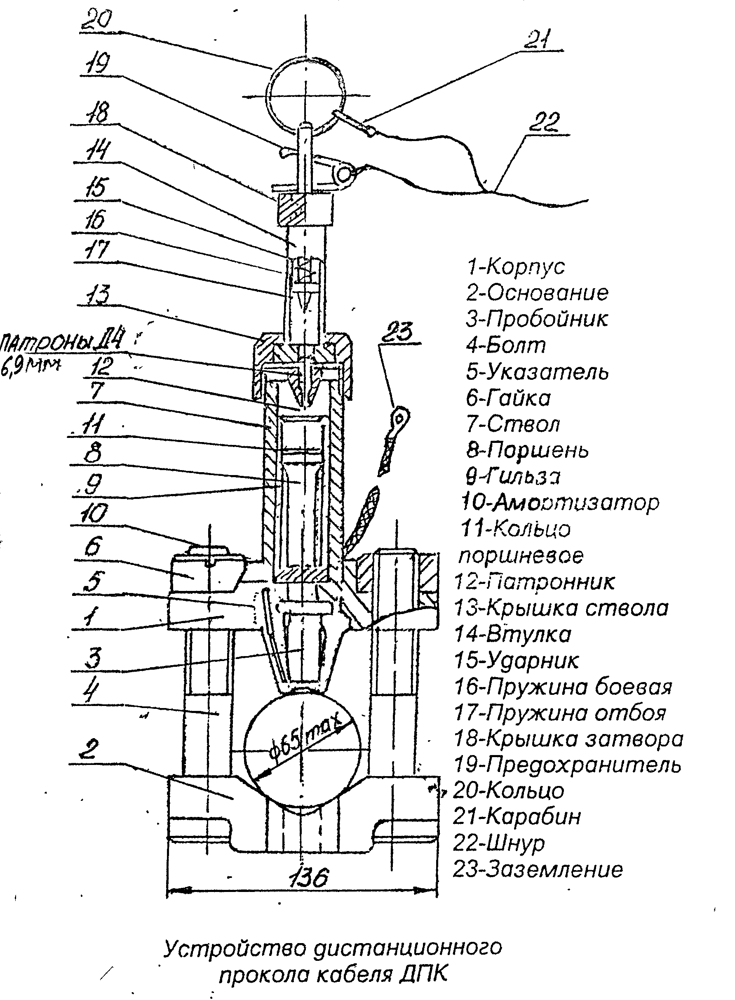 20
21
19
18
22
14
15
16
17
13
23
ПАТРОНЫ Д4
6,9мм
12
7
11
8
9
10
6
5
1
3
4
2
ф65 max
136
1-Корпус
2-Основание
3-Пробойник
4-Болт
5-Указатель
6-Гайка
7-Ствол
8-Поршень
9-Гильза
10-Амортизатор
11-Кольцо
поршневое
12-Патронник
13-Крышка ствола
14-Втулка
15-Ударник
16-Пружина боевая
17-Пружина отбоя
18-Крышка затвора
19-Предохранитель
20-Кольцо
21-Карабин
22-Шнур
23-Заземление
Устройство дистанционного
прокола кабеля ДПК